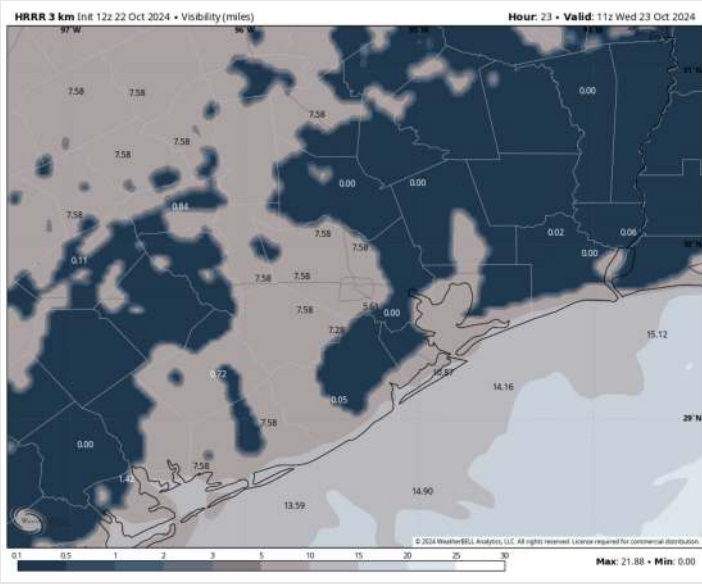 HRRR 3 km Init 12z 22 Oct 2024 • Visibility (miles) Hour: 23 • Valid: 11z Wed 23 Oct 2024
97°W 96°W 95°W 94°W
31°N
7.58 7.58 0.00
7.58
7.58
7.58
0.00 0.00
0.84
7.58
7.58 0.02 0.06
7.58 30°N
0.11 0.00
7.58 7.58
7.58 5.61 0.00
7.28 15.12
0.72 10.87
14.16
0.05
7.58 29°N
0.00
7.58
1.42
14.90
13.59
© 2024 WeatherBELL Analytics, LLC. All rights reserved. License required for commercial distribution.
0.1 0.5 1 2 3 5 10 15 20 25 30
Max: 21.88 • Min: 0.00